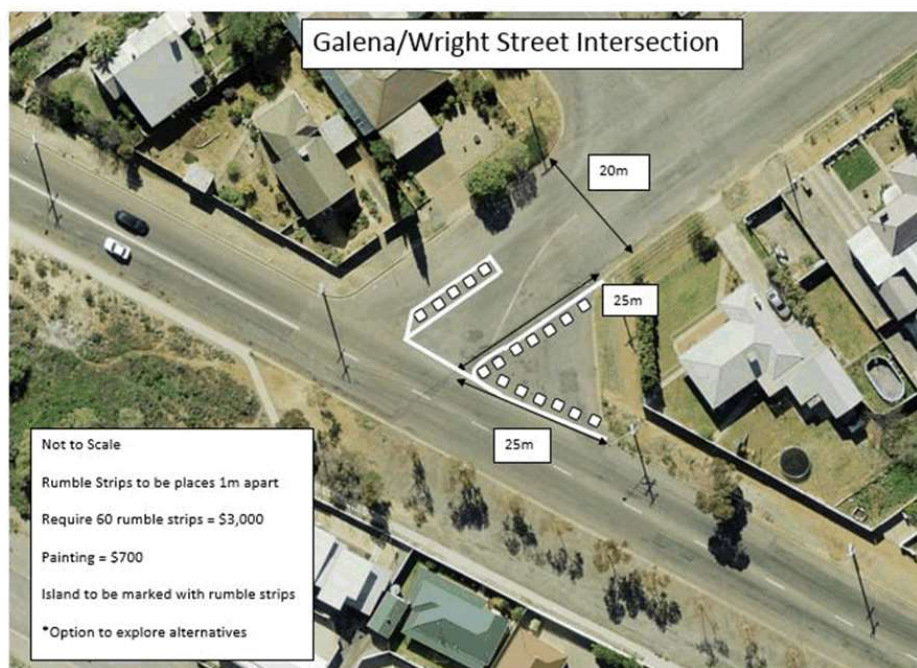 Galena/Wright Street Intersection
20m
25m
25m
Not to Scale
Rumble Strips to be places 1m apart
Require 60 rumble strips = $3,000
Painting = $700
Island to be marked with rumble strips
*Option to explore alternatives